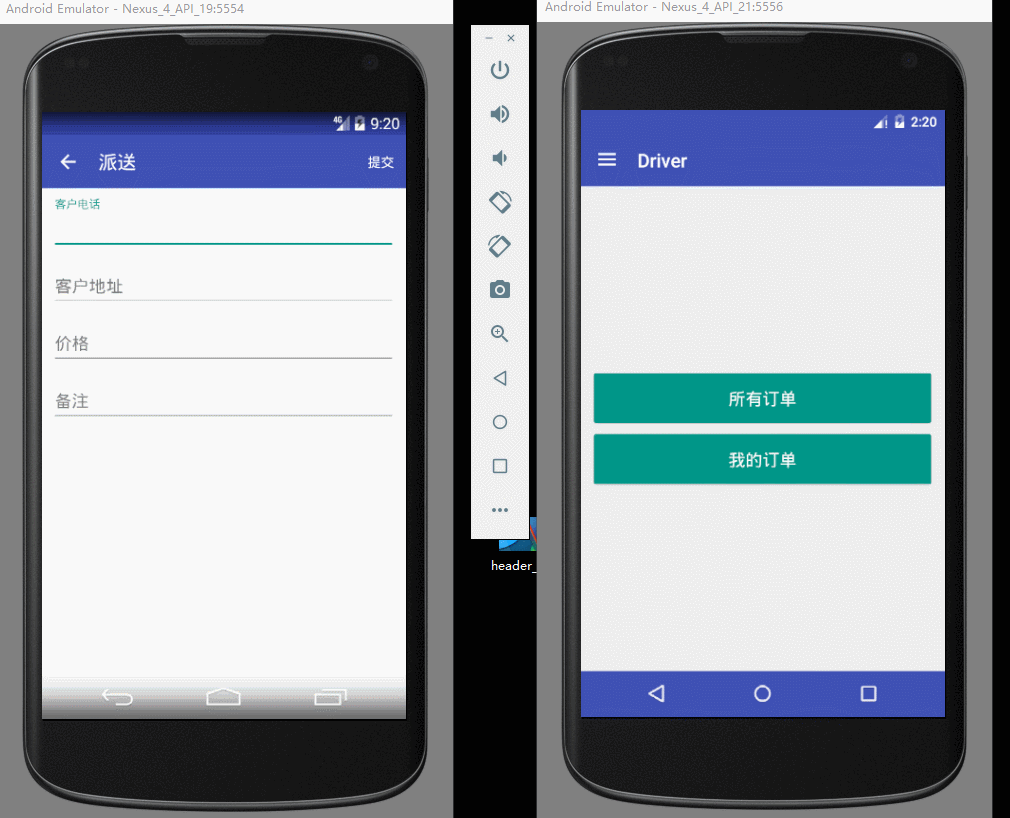 Android Emulator - Nexus_4_API_19:5554
4G 9:20
派送
提交
客户电话
客户地址
价格
备注
header_
Android Emulator - Nexus_4_API_21:5556
2:20
Driver
所有订单
我的订单